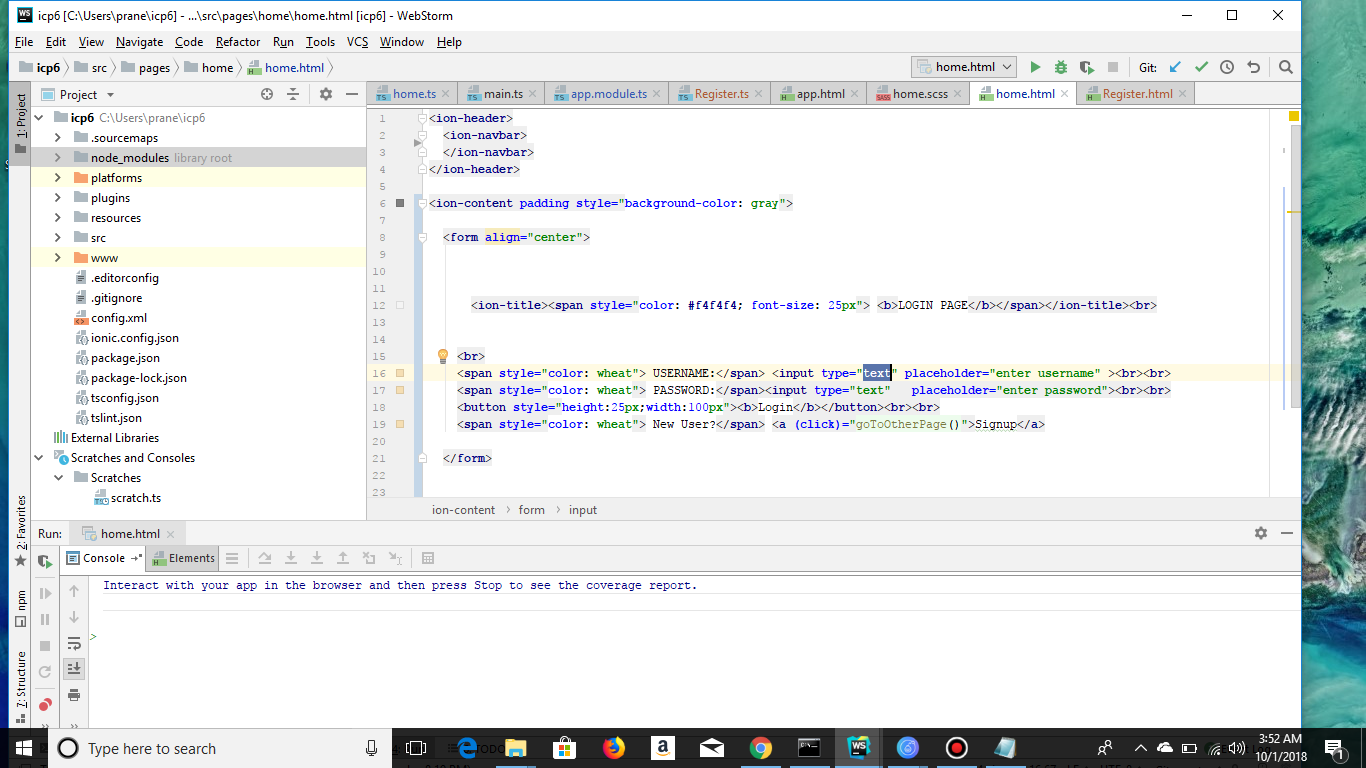 icp6 [C:\Users\prane\icp6] - ...\src\pages\home\home.html [icp6] - WebStorm
File Edit View Navigate Code Refactor Run Tools VCS Window Help
icp6 src pages home home.html
home.html
Git:
Project
home.ts main.ts app.module.ts Register.ts app.html home.scss home.html Register.html
1: Project
icp6 C:\Users\prane\icp6
.sourcemaps
node_modules library root
platforms
plugins
resources
src
www
.editorconfig
.gitignore
config.xml
ionic.config.json
package.json
package-lock.json
tsconfig.json
tslint.json
External Libraries
Scratches and Consoles
Scratches
scratch.ts
1 <ion-header>
2 <ion-navbar>
3 </ion-navbar>
4 </ion-header>
5
6 <ion-content padding style="background-color: gray">
7
8 <form align="center">
9
10
11
12 <ion-title><span style="color: #f4f4f4; font-size: 25px"> <b>LOGIN PAGE</b></span></ion-title><br>
13
14
15 <br>
16 <span style="color: wheat"> USERNAME:</span> <input type="text" placeholder="enter username" ><br><br>
17 <span style="color: wheat"> PASSWORD:</span><input type="text" placeholder="enter password"><br><br>
18 <button style="height:25px;width:100px"><b>Login</b></button><br><br>
19 <span style="color: wheat"> New User?</span> <a (click)="goToOtherPage()">Signup</a>
20
21 </form>
22
23
ion-content form input
2: Favorites
npm
7: Structure
Run: home.html
Console Elements
Interact with your app in the browser and then press Stop to see the coverage report.
>
Type here to search
3:52 AM
10/1/2018
1